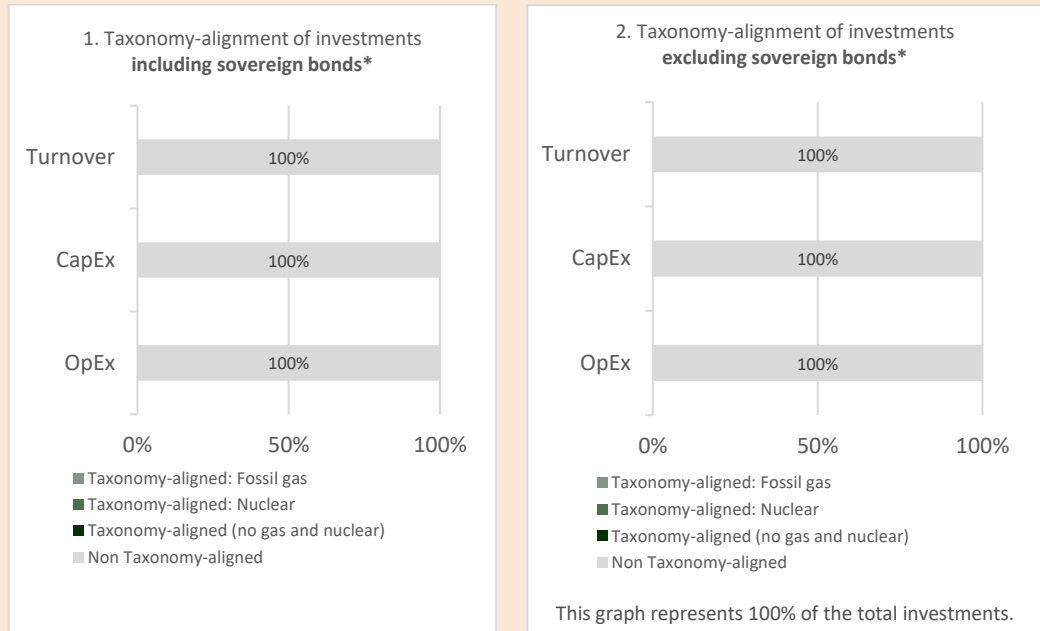 1. Taxonomy-alignment of investments
including sovereign bonds*
Turnover
100%
CapEx
100%
OpEx
100%
0%
50%
100%
Taxonomy-aligned: Fossil gas
Taxonomy-aligned: Nuclear
Taxonomy-aligned (no gas and nuclear)
Non Taxonomy-aligned
2. Taxonomy-alignment of investments
excluding sovereign bonds*
Turnover
100%
CapEx
100%
OpEx
100%
0%
50%
100%
Taxonomy-aligned: Fossil gas
Taxonomy-aligned: Nuclear
Taxonomy-aligned (no gas and nuclear)
Non Taxonomy-aligned
This graph represents 100% of the total investments.